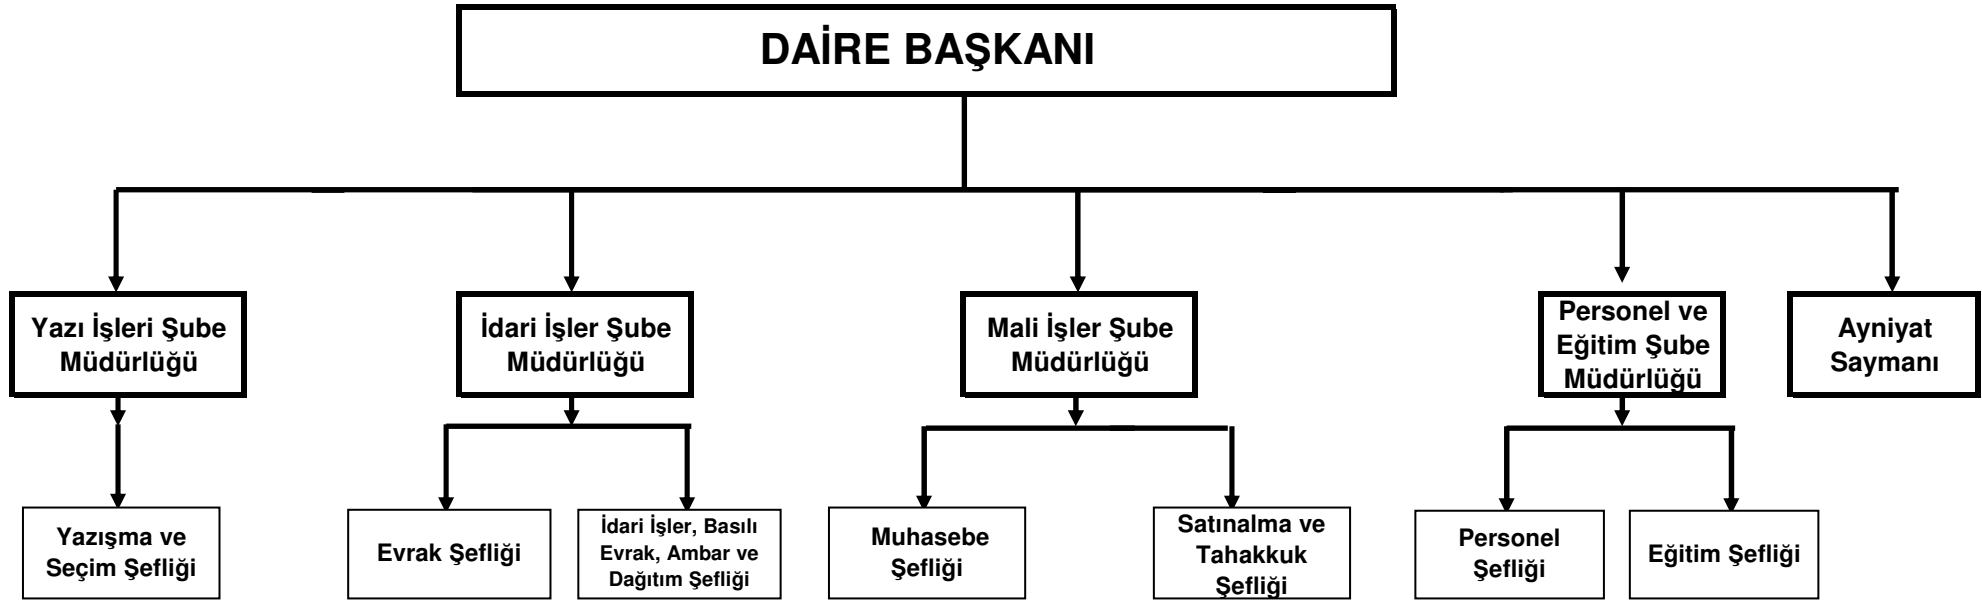 DAİRE BAŞKANI
Yazı İşleri Şube
Müdürlüğü
İdari İşler Şube
Müdürlüğü
Mali İşler Şube
Müdürlüğü
Personel ve
Eğitim Şube
Müdürlüğü
Ayniyat
Saymanı
Yazışma ve
Seçim Şefliği
Evrak Şefliği
İdari İşler, Basılı
Evrak, Ambar ve
Dağıtım Şefliği
Muhasebe
Şefliği
Satınalma ve
Tahakkuk
Şefliği
Personel
Şefliği
Eğitim Şefliği